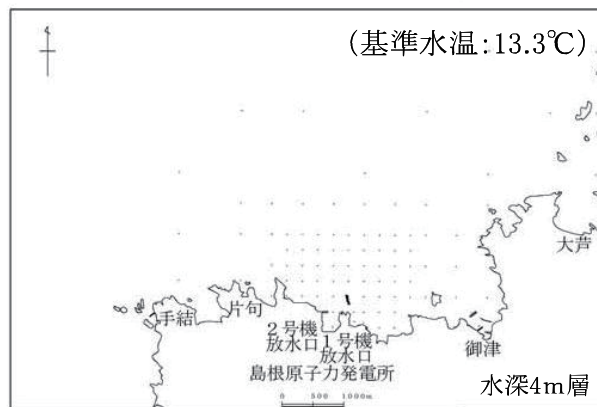 (基準水温:13.3℃)
大芦
手結
片句
2号機
放水口
1号機
放水口
御津
島根原子力発電所
水深4m層
0 500 1000m